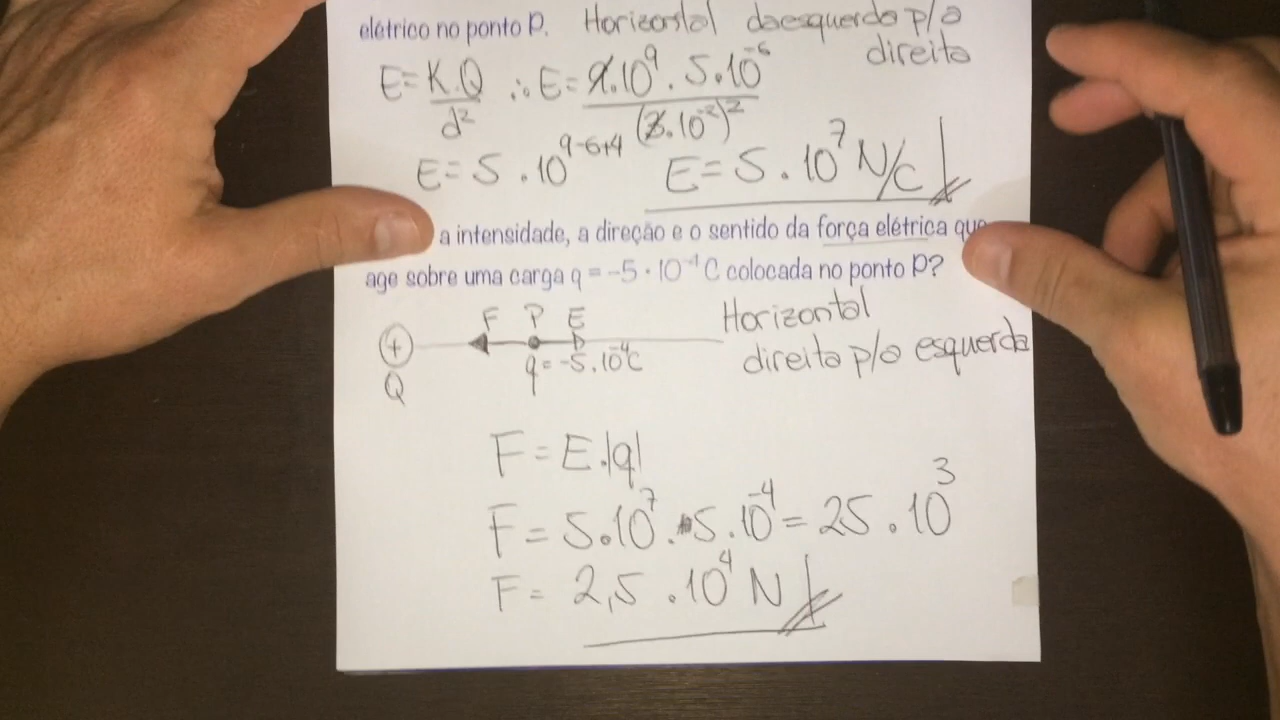 elétrico no ponto P. Horizontal da esquerda p/a
direita
E = K.Q/d² ∴ E = 9.10⁹ . 5.10⁻⁶/(3.10⁻²)²
E = 5 . 10⁹⁻⁶⁺⁴ E = 5 . 10⁷ N/C
a intensidade, a direção e o sentido da força elétrica que
age sobre uma carga q = -5 · 10⁻⁴ C colocada no ponto P?
F P E Horizontal
+ direita p/a esquerda
Q q = -5.10⁻⁴C
F = E.|q|
F = 5.10⁷ . 5.10⁻⁴ = 25 . 10³
F = 2,5 . 10⁴ N